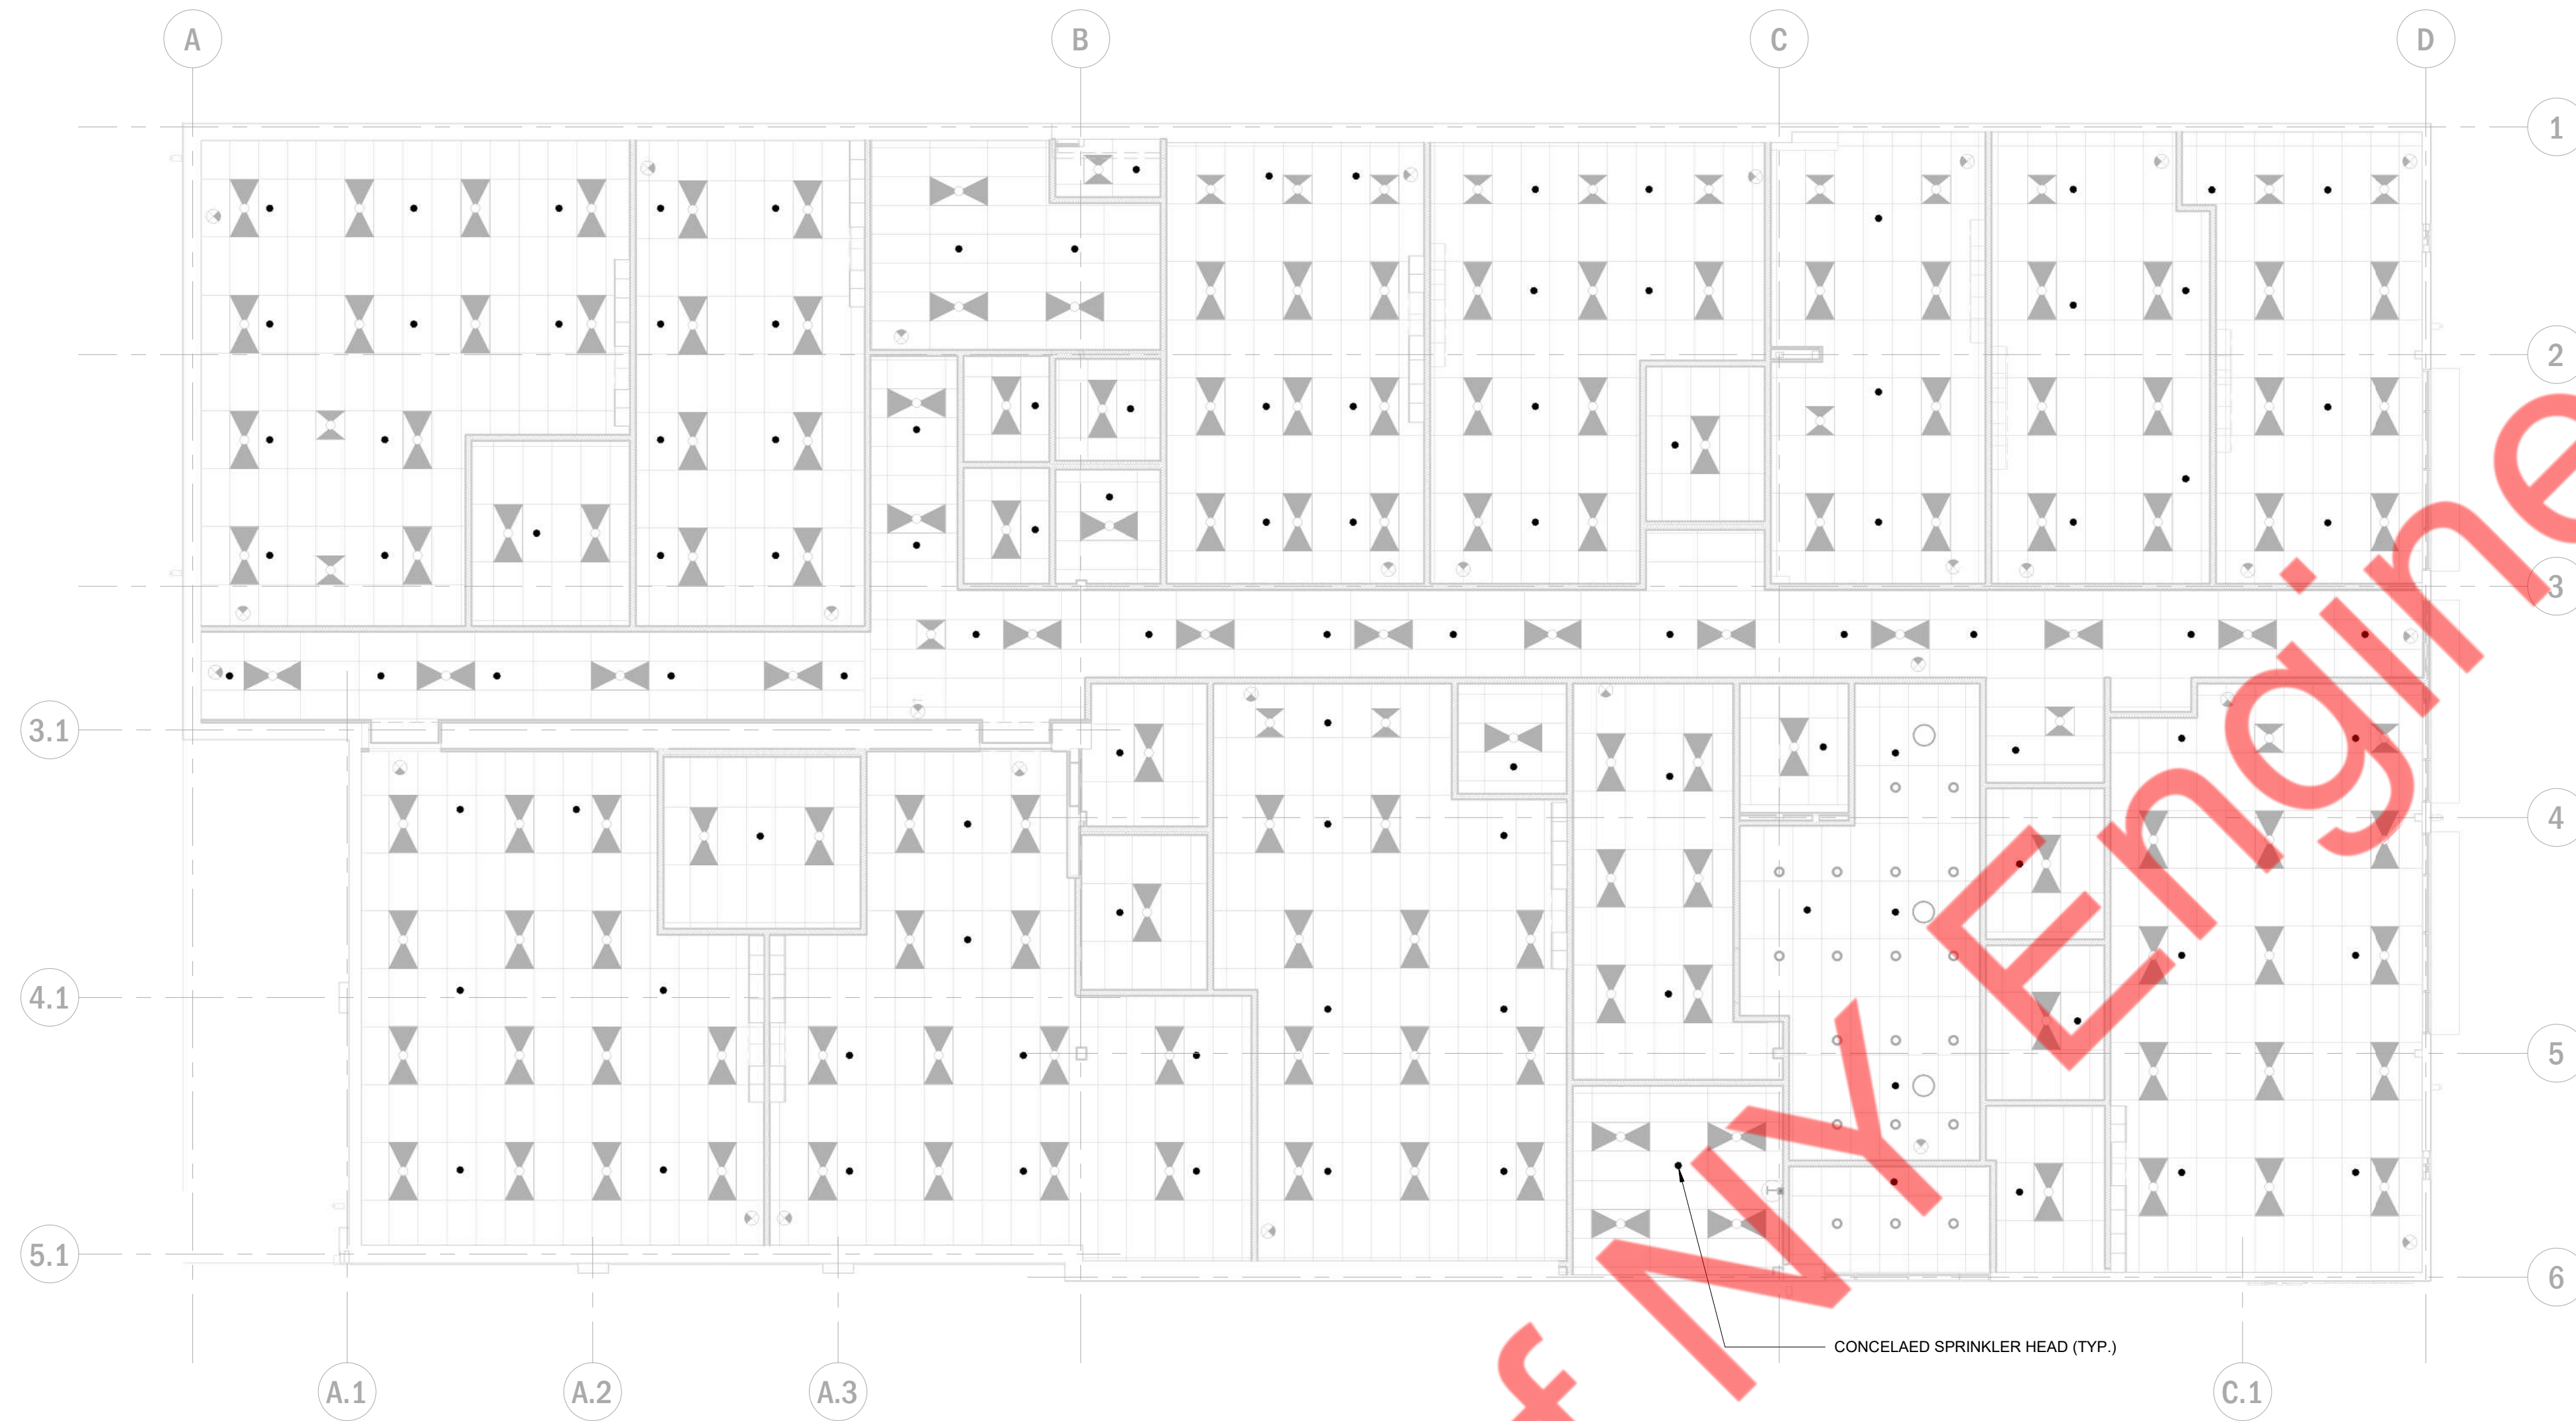 A
B
C
D
1
2
3
3.1
4
4.1
5
5.1
6
CONCELAED SPRINKLER HEAD (TYP.)
A.1
A.2
A.3
C.1
f NY Engine